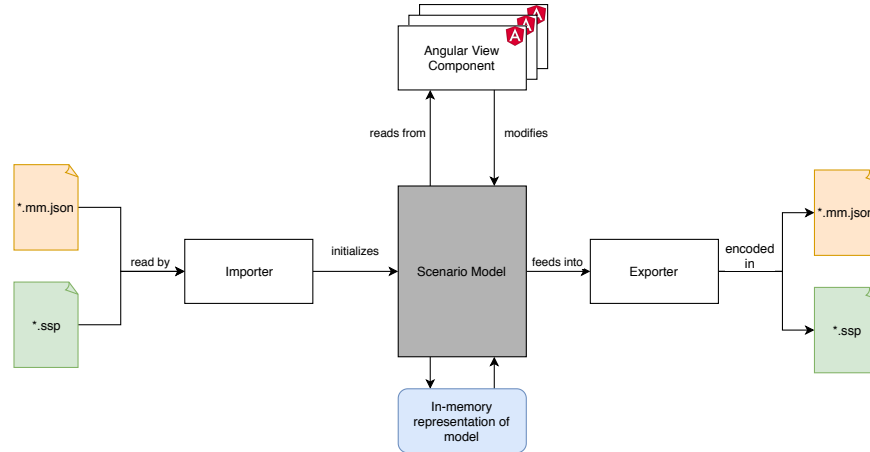 Angular View
Component
reads from
modifies
*.mm.json
*.ssp
read by
Importer
initializes
Scenario Model
feeds into
Exporter
encoded
in
*.mm.json
*.ssp
In-memory
representation of
model